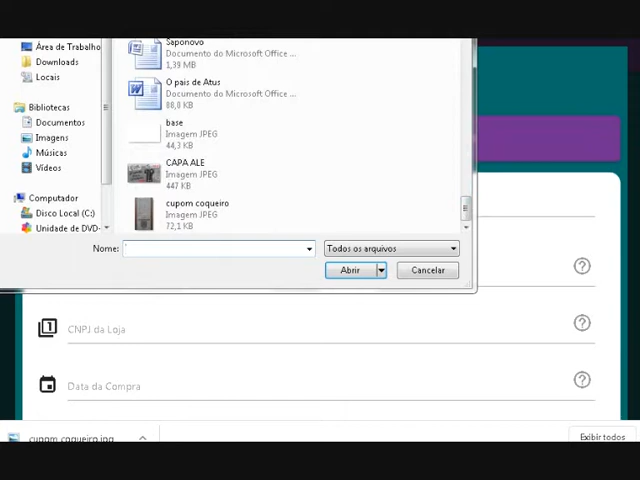 Área de Trabalho
Downloads
Locais
Bibliotecas
Documentos
Imagens
Músicas
Vídeos
Computador
Disco Local (C:)
Unidade de DVD-
Saponovo
Documento do Microsoft Office ...
1,39 MB
O pais de Atus
Documento do Microsoft Office ...
88,0 KB
base
Imagem JPEG
44,3 KB
CAPA ALE
Imagem JPEG
447 KB
cupom coqueiro
Imagem JPEG
72,1 KB
Nome:
Todos os arquivos
Abrir
Cancelar
1
CNPJ da Loja
?
?
Data da Compra
?
cupom coqueiro.jpg
Exibir todos